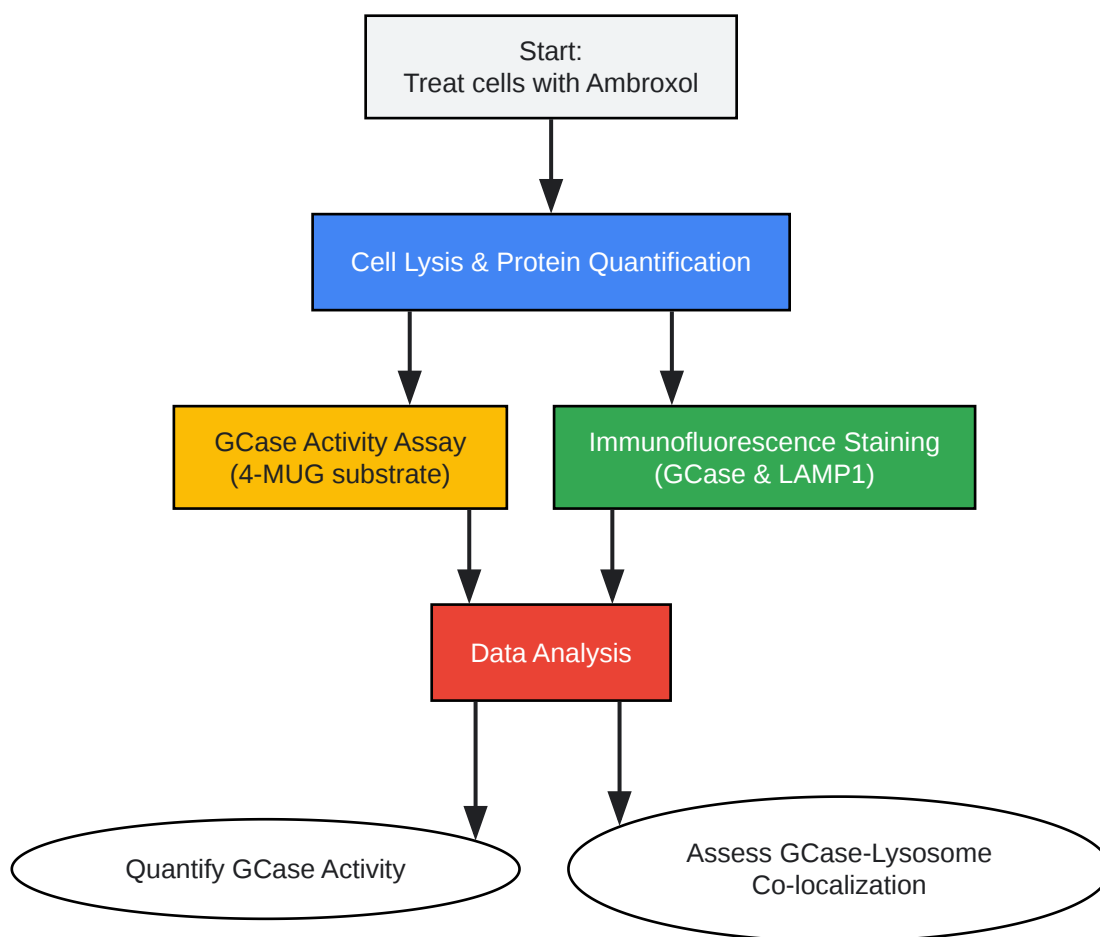 Start:
Treat cells with Ambroxol
Cell Lysis & Protein Quantification
GCase Activity Assay
(4-MUG substrate)
Immunofluorescence Staining
(GCase & LAMP1)
Data Analysis
Quantify GCase Activity
Assess GCase-Lysosome
Co-localization